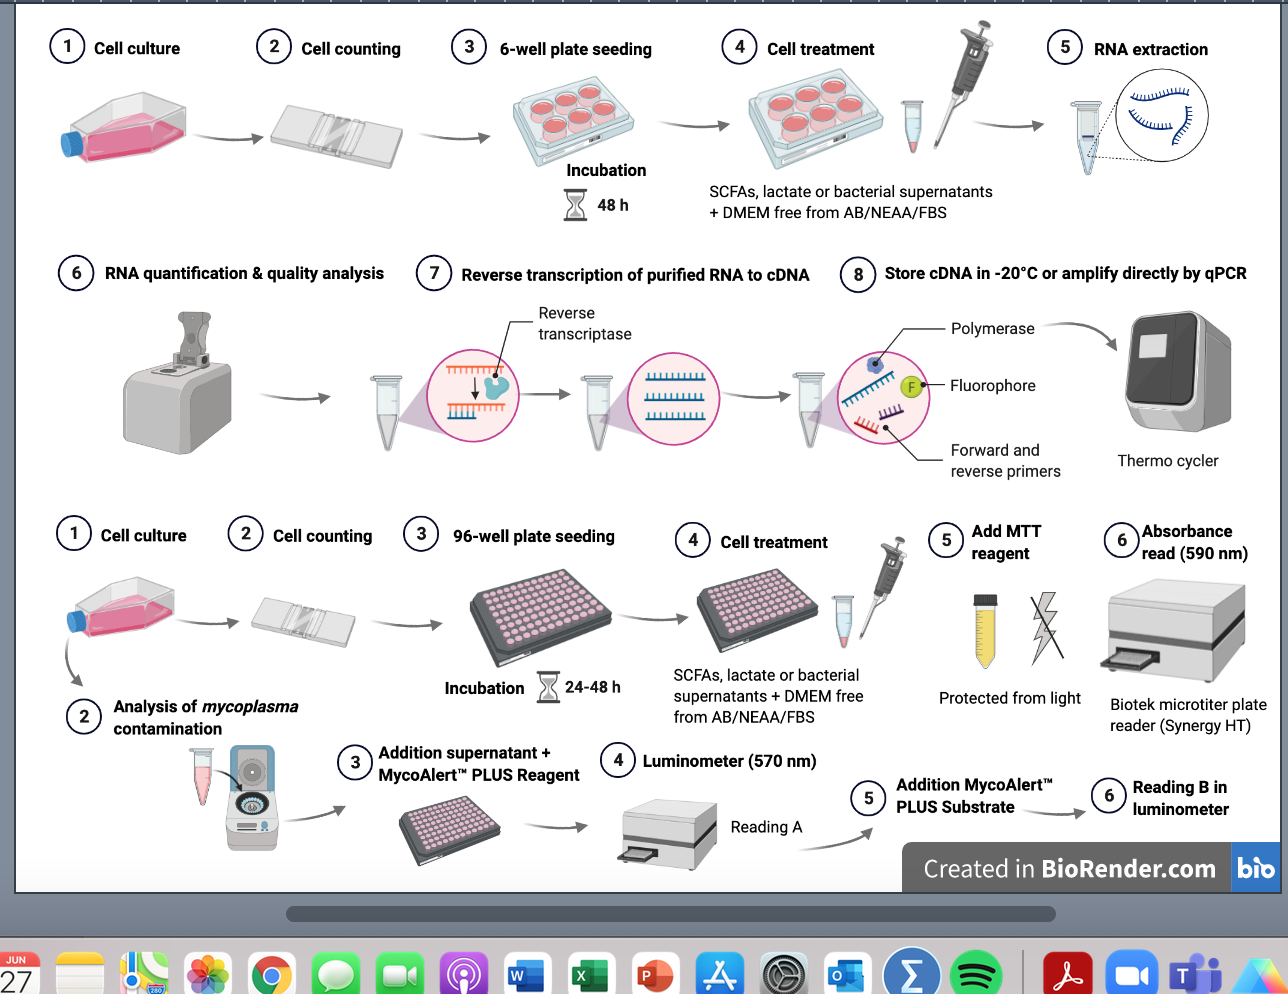 1 Cell culture
2 Cell counting
3 6-well plate seeding
4 Cell treatment
5 RNA extraction
Incubation
48 h
SCFAs, lactate or bacterial supernatants
+ DMEM free from AB/NEAA/FBS
6 RNA quantification & quality analysis
7 Reverse transcription of purified RNA to cDNA
8 Store cDNA in -20°C or amplify directly by qPCR
Reverse
transcriptase
Polymerase
F
Fluorophore
Forward and
reverse primers
Thermo cycler
1 Cell culture
2 Cell counting
3 96-well plate seeding
4 Cell treatment
5 Add MTT
reagent
6 Absorbance
read (590 nm)
Incubation
24-48 h
SCFAs, lactate or bacterial
supernatants + DMEM free
from AB/NEAA/FBS
Protected from light
Biotek microtiter plate
reader (Synergy HT)
2 Analysis of mycoplasma
contamination
3 Addition supernatant +
MycoAlert™ PLUS Reagent
4 Luminometer (570 nm)
Reading A
5 Addition MycoAlert™
PLUS Substrate
6 Reading B in
luminometer
Created in BioRender.com bio
JUN
27
280
W
X
P
O
Σ
T